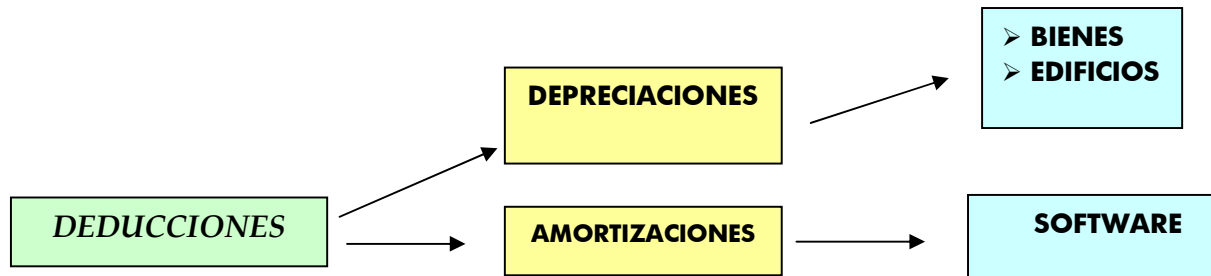 ➢ BIENES
➢ EDIFICIOS
DEPRECIACIONES
DEDUCCIONES
AMORTIZACIONES
SOFTWARE